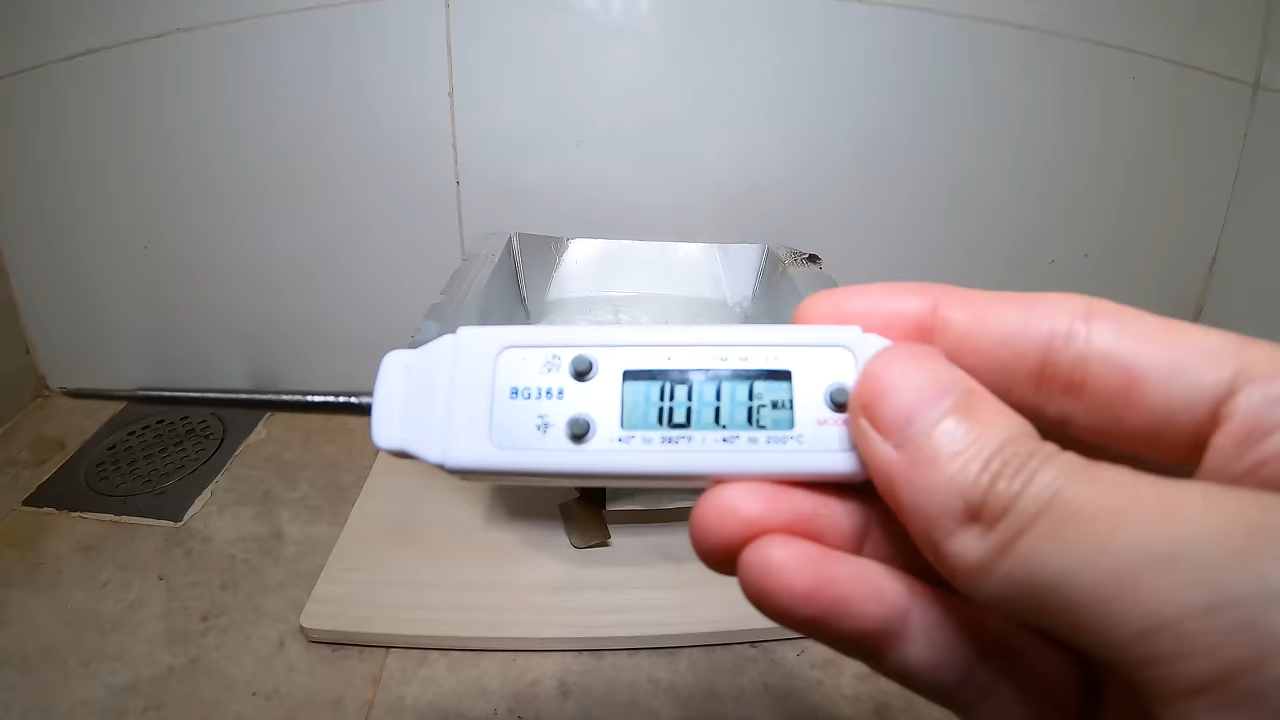 ON
OFF
BG368
101.1°C MAX
MODE
-40° to 392°F / -40° to 200°C